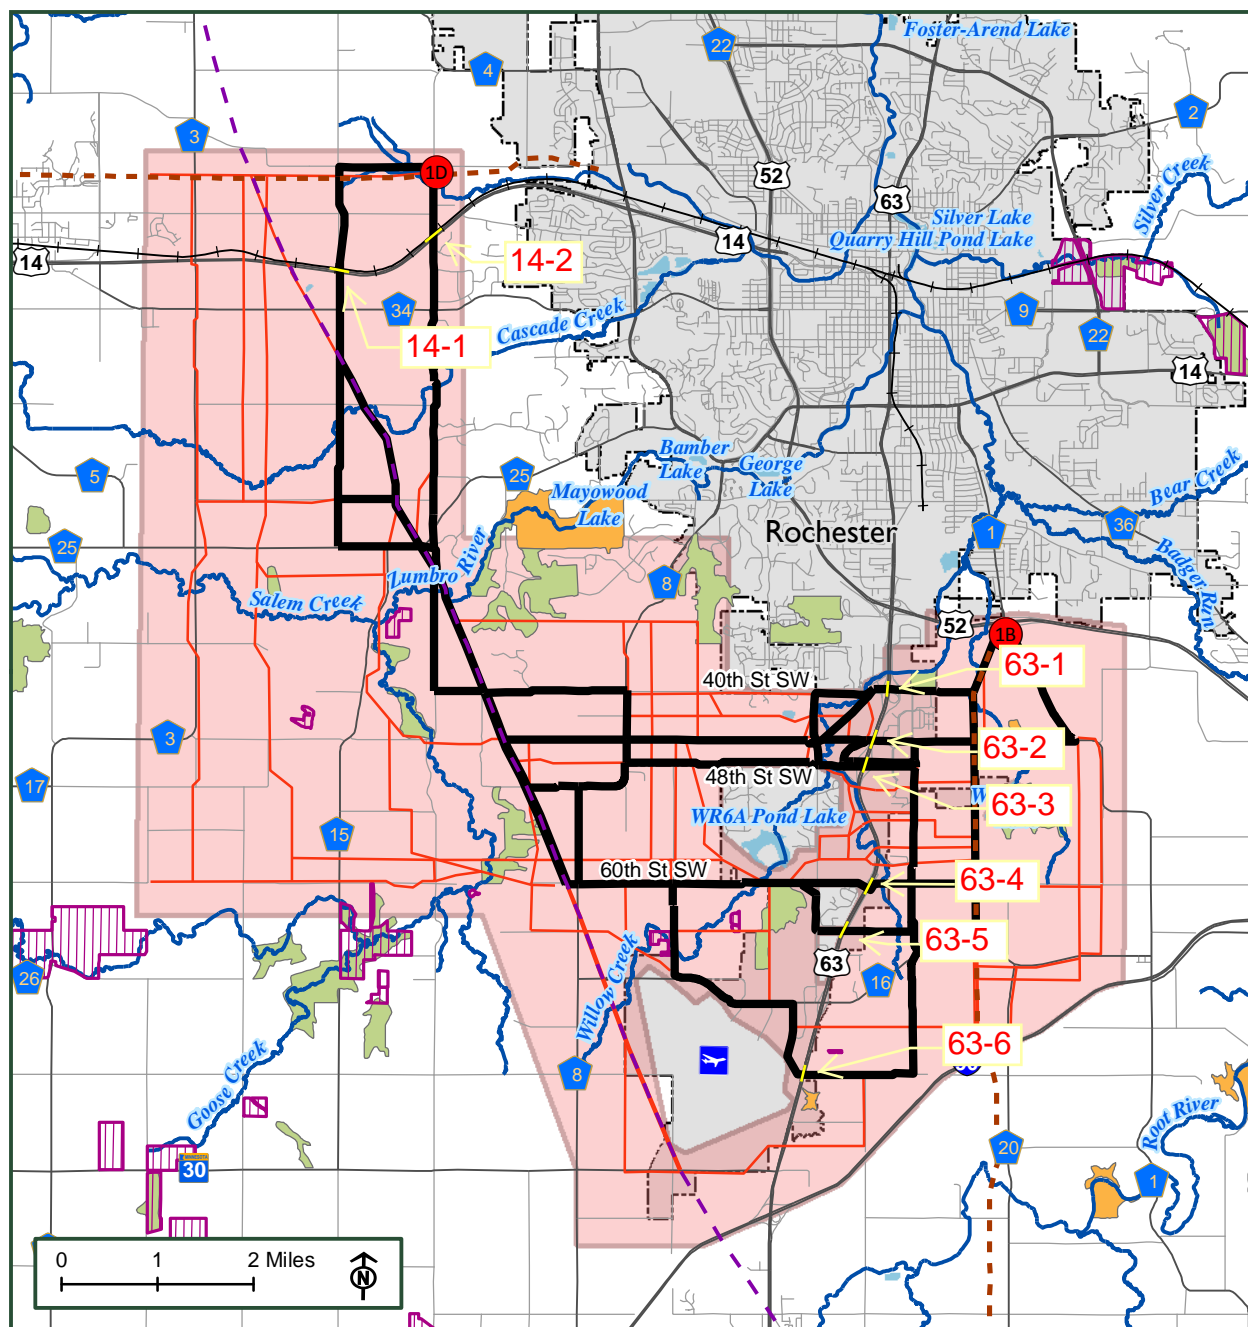 Foster-Arend Lake
22
4
2
3
52
63
1D
Silver Creek
Silver Lake
Quarry Hill Pond Lake
14
14
14-2
34
9
22
Cascade Creek
14-1
14
Bamber
Lake
George
Lake
5
25
Mayowood
Lake
Bear Creek
Rochester
36
1
25
Badger Run
Zumbro River
8
Salem Creek
52
1B
63-1
40th St SW
3
63-2
48th St SW
17
63-3
W
WR6A Pond Lake
15
60th St SW
63-4
63-5
63
26
16
Willow Creek
63-6
8
Goose Creek
Root River
20
MINNESOTA
30
1
0 1 2 Miles
N